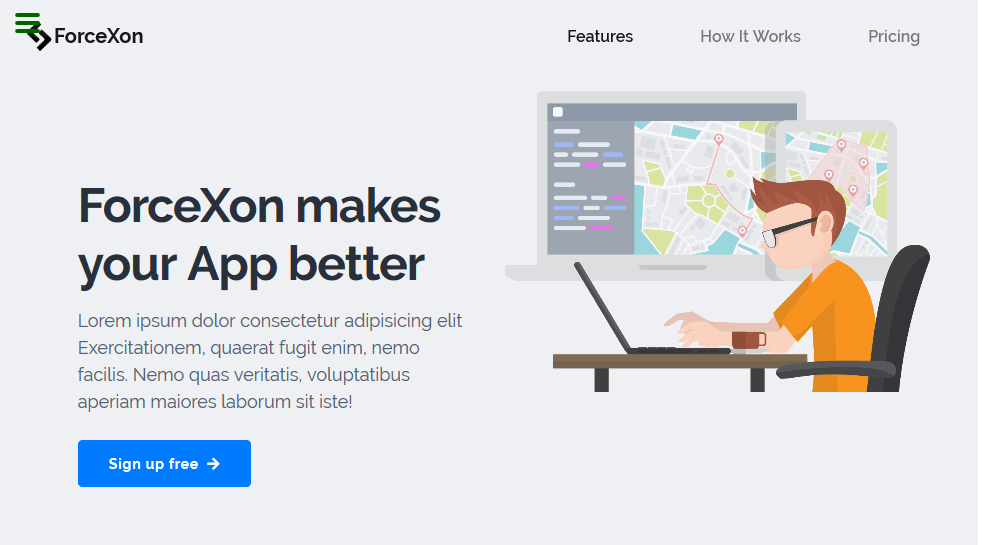 ForceXon
Features
How It Works
Pricing
ForceXon makes
your App better
Lorem ipsum dolor consectetur adipisicing elit
Exercitationem, quaerat fugit enim, nemo
facilis. Nemo quas veritatis, voluptatibus
aperiam maiores laborum sit iste!
Sign up free